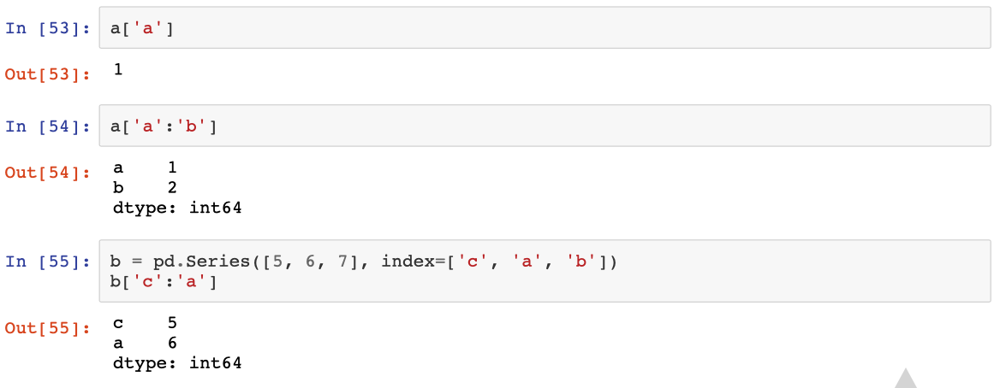 In [53]: a['a']
Out[53]: 1
In [54]: a['a':'b']
Out[54]: a    1
b    2
dtype: int64
In [55]: b = pd.Series([5, 6, 7], index=['c', 'a', 'b'])
b['c':'a']
Out[55]: c    5
a    6
dtype: int64